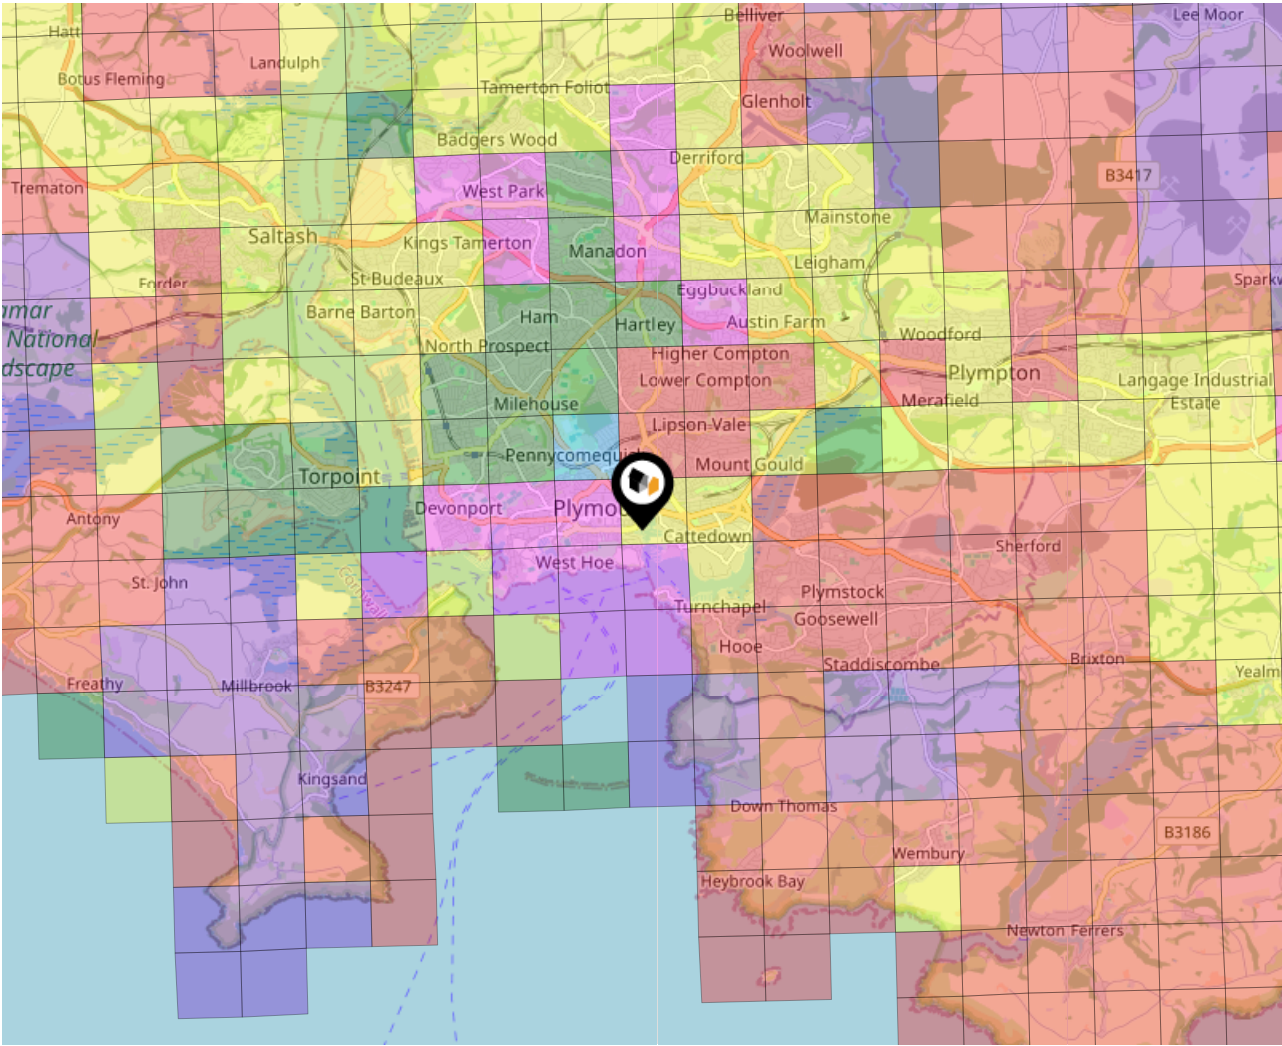 Belliver
Lee Moor
Hatt
Woolwell
Landulph
Botus Fleming
Tamerton Foliot
Glenholt
Badgers Wood
Derriford
B3417
Trematon
West Park
Mainstone
Saltash
Kings Tamerton
Manadon
Leigham
St Budeaux
Forder
Eggbuckland
Sparkw
amar
National
dscape
Barne Barton
Ham
Hartley
Austin Farm
Woodford
North Prospect
Higher Compton
Lower Compton
Plympton
Langage Industrial
Estate
Milehouse
Merafield
Lipson Vale
Pennycomequick
Mount Gould
Torpoint
Antony
Devonport
Plymou
Cattedown
Sherford
St. John
West Hoe
Cornwall
Plymstock
Turnchapel
Goosewell
Hooe
Staddiscombe
Brixton
Yealm
Freathy
Millbrook
B3247
Kingsand
Down Thomas
B3186
Wembury
Heybrook Bay
Newton Ferrers